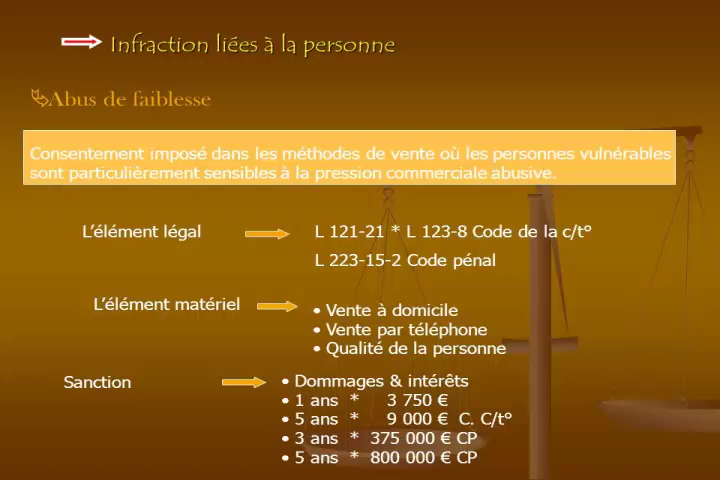 Infraction liées à la personne
Abus de faiblesse
Consentement imposé dans les méthodes de vente où les personnes vulnérables
sont particulièrement sensibles à la pression commerciale abusive.
L'élément légal
L 121-21 * L 123-8 Code de la c/t°
L 223-15-2 Code pénal
L'élément matériel
• Vente à domicile
• Vente par téléphone
• Qualité de la personne
Sanction
• Dommages & intérêts
• 1 ans * 3 750 €
• 5 ans * 9 000 € C. C/t°
• 3 ans * 375 000 € CP
• 5 ans * 800 000 € CP